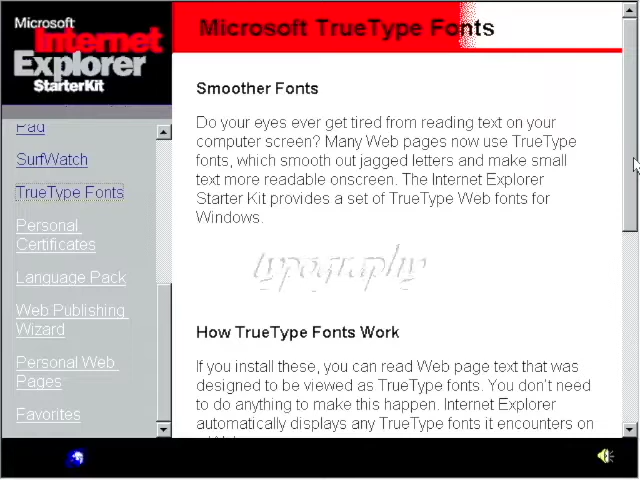 Microsoft
Internet
Explorer
StarterKit
Microsoft TrueType Fonts
Pad
SurfWatch
TrueType Fonts
Personal
Certificates
Language Pack
Web Publishing
Wizard
Personal Web
Pages
Favorites
Smoother Fonts
Do your eyes ever get tired from reading text on your
computer screen? Many Web pages now use TrueType
fonts, which smooth out jagged letters and make small
text more readable onscreen. The Internet Explorer
Starter Kit provides a set of TrueType Web fonts for
Windows.
typography
How TrueType Fonts Work
If you install these, you can read Web page text that was
designed to be viewed as TrueType fonts. You don't need
to do anything to make this happen. Internet Explorer
automatically displays any TrueType fonts it encounters on